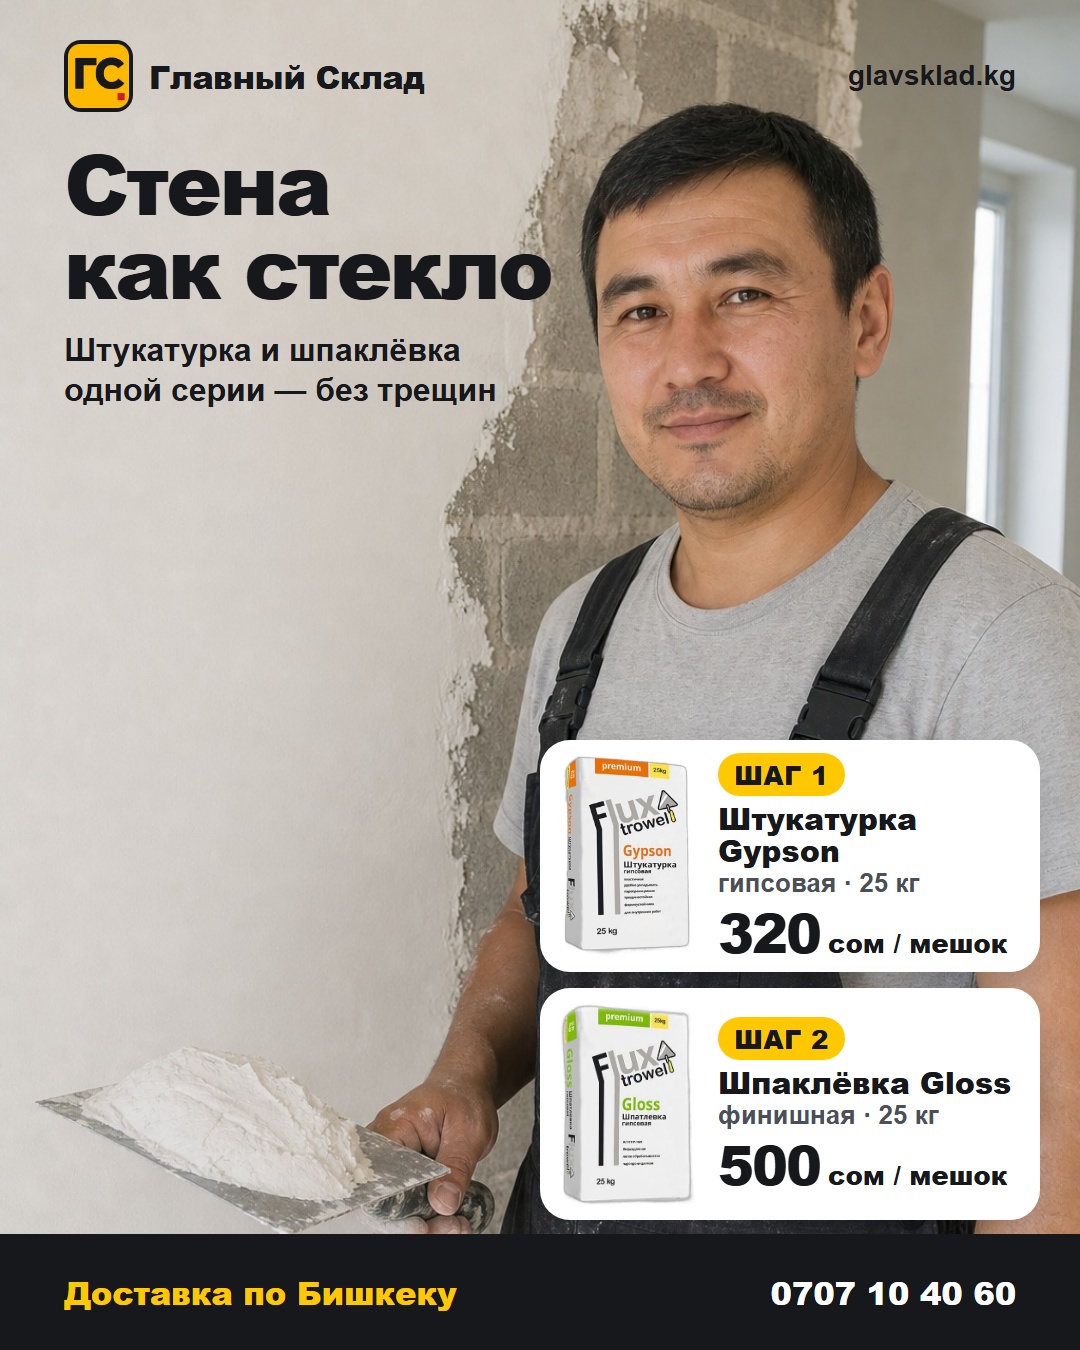 ГС Главный Склад
glavsklad.kg
Стена
как стекло
Штукатурка и шпаклёвка
одной серии — без трещин
premium 25kg
Flux
trowel
Gypson
Штукатурка
гипсовая
25 kg
ШАГ 1
Штукатурка
Gypson
гипсовая · 25 кг
320 сом / мешок
premium 25kg
Flux
trowel
Gloss
Шпатлевка
гипсовая
25 kg
ШАГ 2
Шпаклёвка Gloss
финишная · 25 кг
500 сом / мешок
Доставка по Бишкеку
0707 10 40 60